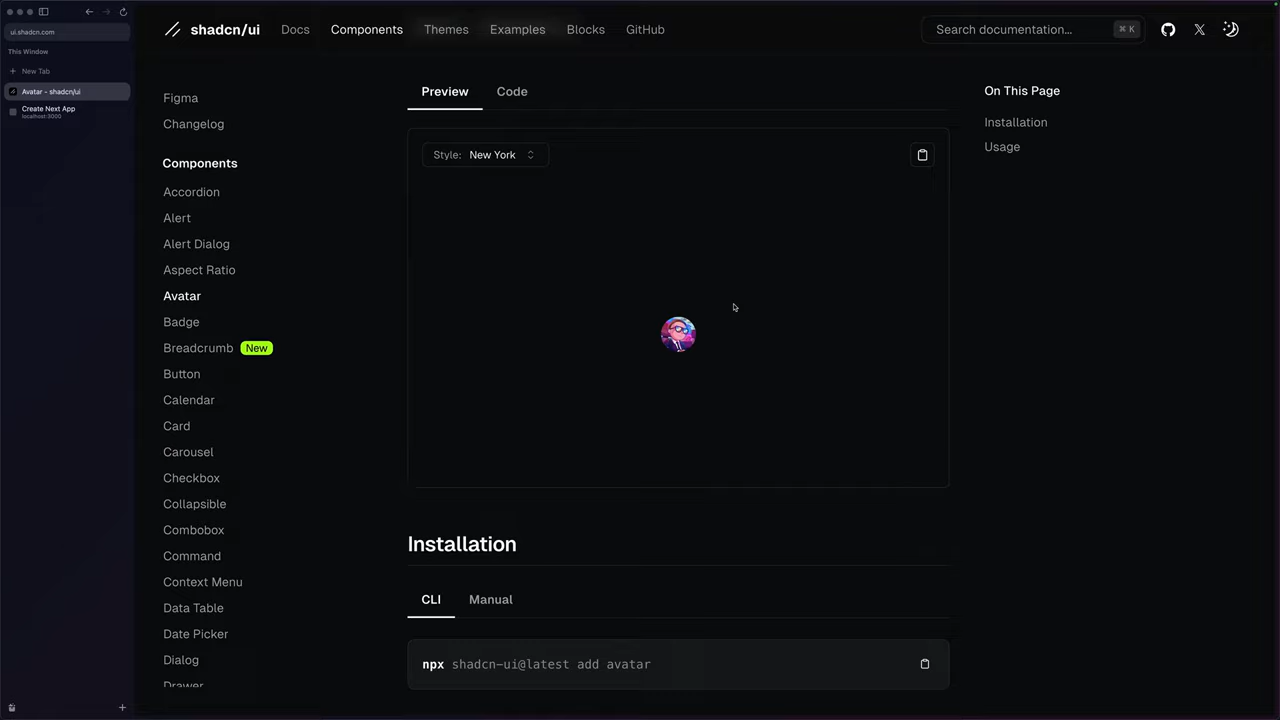 ui.shadcn.com
This Window
New Tab
Avatar - shadcn/ui
Create Next App
localhost:3000
shadcn/ui
Docs
Components
Themes
Examples
Blocks
GitHub
Search documentation...
⌘ K
Figma
Changelog
Components
Accordion
Alert
Alert Dialog
Aspect Ratio
Avatar
Badge
Breadcrumb New
Button
Calendar
Card
Carousel
Checkbox
Collapsible
Combobox
Command
Context Menu
Data Table
Date Picker
Dialog
Drawer
Preview
Code
Style: New York
Installation
CLI
Manual
npx shadcn-ui@latest add avatar
On This Page
Installation
Usage